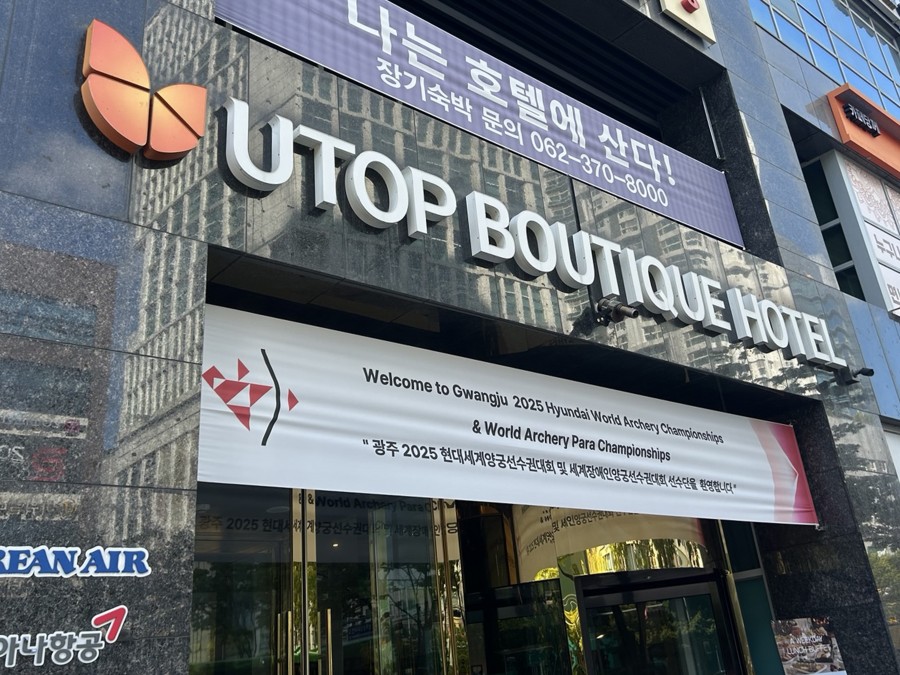 나는 호텔에 산다!
장기숙박 문의 062-370-8000
UTOP BOUTIQUE HOTEL
Welcome to Gwangju 2025 Hyundai World Archery Championships
& World Archery Para Championships
" 광주 2025 현대세계양궁선수권대회 및 세계장애인양궁선수권대회 선수단을 환영합니다"
REAN AIR
아나항공
A WEEKDAY
LUNCH BUFFET